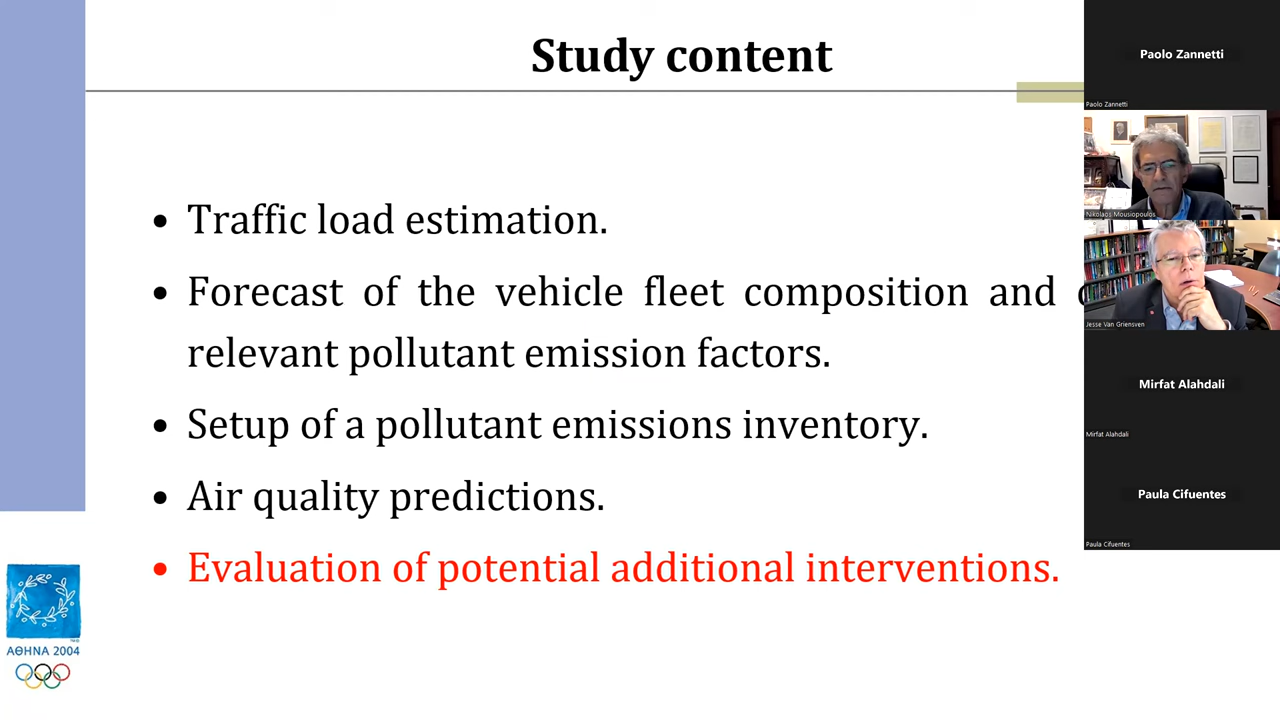 Study content
• Traffic load estimation.
• Forecast of the vehicle fleet composition and
relevant pollutant emission factors.
• Setup of a pollutant emissions inventory.
• Air quality predictions.
• Evaluation of potential additional interventions.
ΑΘΗΝΑ 2004
Paolo Zannetti
Paolo Zannetti
Nikolaos Mousiopoulos
Jesse Van Griensven
Mirfat Alahdali
Mirfat Alahdali
Paula Cifuentes
Paula Cifuentes